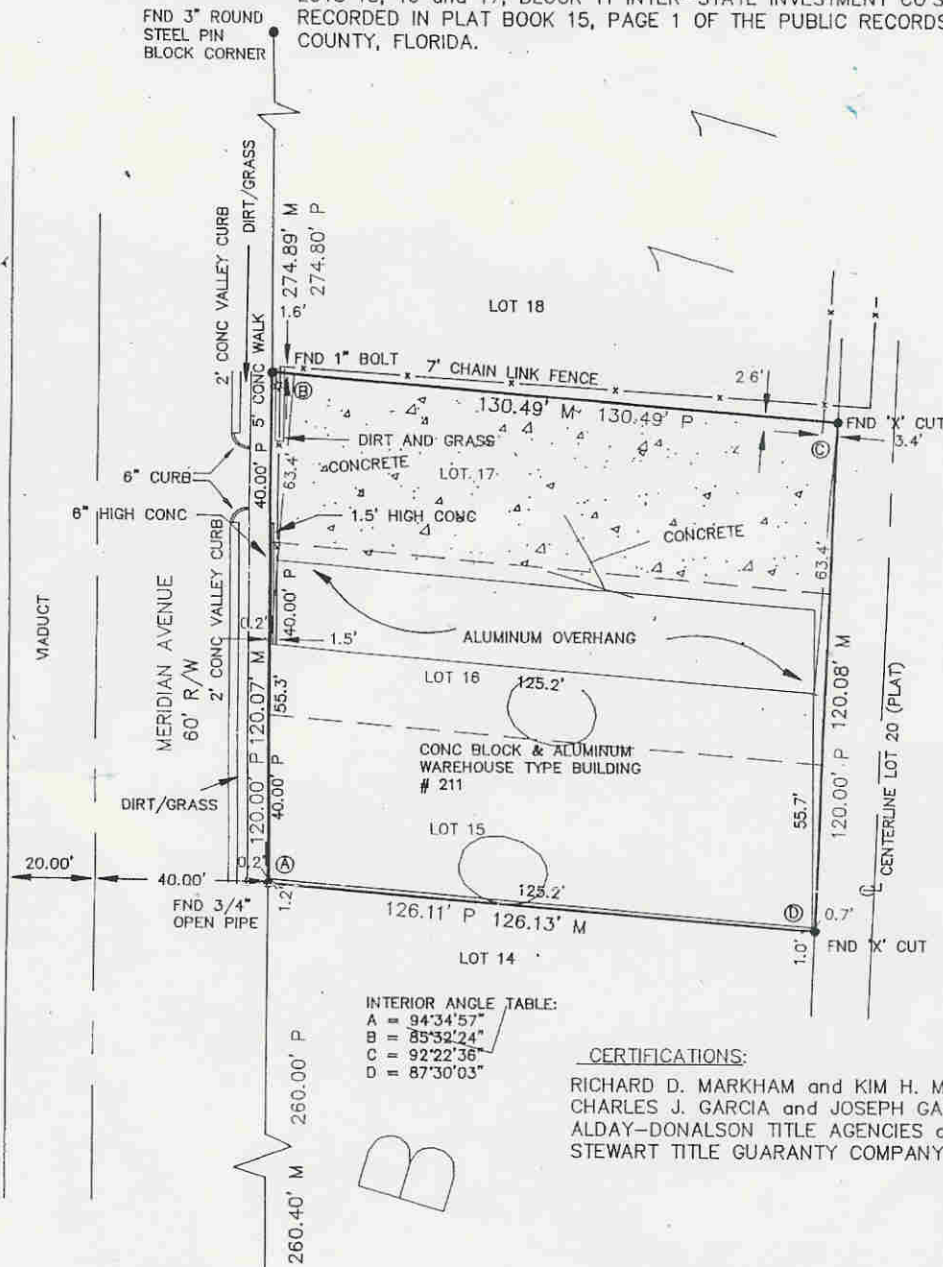 RECORDED IN PLAT BOOK 15, PAGE 1 OF THE PUBLIC RECORDS
COUNTY, FLORIDA.
FND 3" ROUND
STEEL PIN
BLOCK CORNER
2' CONC VALLEY CURB
DIRT/GRASS
5' CONC WALK
274.89' M
274.80' P
1.6'
LOT 18
FND 1" BOLT
7' CHAIN LINK FENCE
2 6'
B
130.49' M 130.49' P
FND 'X' CUT
C
3.4'
DIRT AND GRASS
CONCRETE
LOT 17
63.4'
40.00' P
6" CURB
6" HIGH CONC
1.5' HIGH CONC
CONCRETE
63.4'
VIADUCT
MERIDIAN AVENUE
60' R/W
2' CONC VALLEY CURB
0.2'
40.00' P
1.5'
ALUMINUM OVERHANG
LOT 16
125.2'
120.00' P 120.07' M
55.3'
40.00' P
CONC BLOCK & ALUMINUM
WAREHOUSE TYPE BUILDING
# 211
120.00' P 120.08' M
55.7'
CENTERLINE LOT 20 (PLAT)
DIRT/GRASS
LOT 15
20.00'
40.00'
0.2'
A
FND 3/4"
OPEN PIPE
1.2'
125.2'
126.11' P 126.13' M
D
0.7'
1.0'
FND 'X' CUT
LOT 14
INTERIOR ANGLE TABLE:
A = 94°34'57"
B = 85°32'24"
C = 92°22'36"
D = 87°30'03"
260.40' M 260.00' P
B
11
CERTIFICATIONS:
RICHARD D. MARKHAM and KIM H. M
CHARLES J. GARCIA and JOSEPH GA
ALDAY-DONALSON TITLE AGENCIES
STEWART TITLE GUARANTY COMPANY